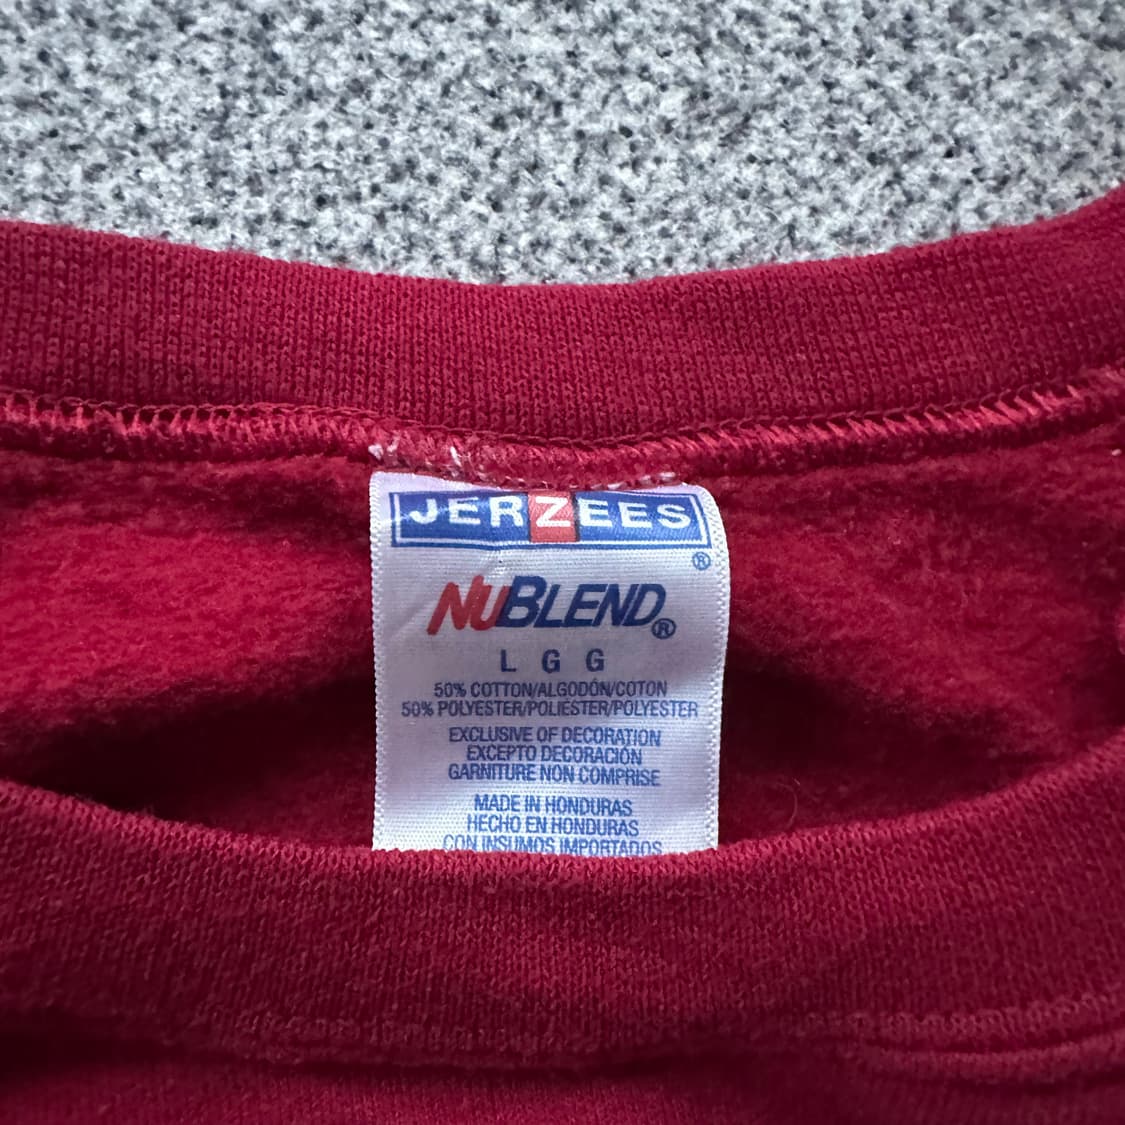 JERZEES
®
NUBLEND®
L G G
50% COTTON/ALGODÓN/COTON
50% POLYESTER/POLIÉSTER/POLYESTER
EXCLUSIVE OF DECORATION
EXCEPTO DECORACIÓN
GARNITURE NON COMPRISE
MADE IN HONDURAS
HECHO EN HONDURAS
CON INSUMOS IMPORTADOS